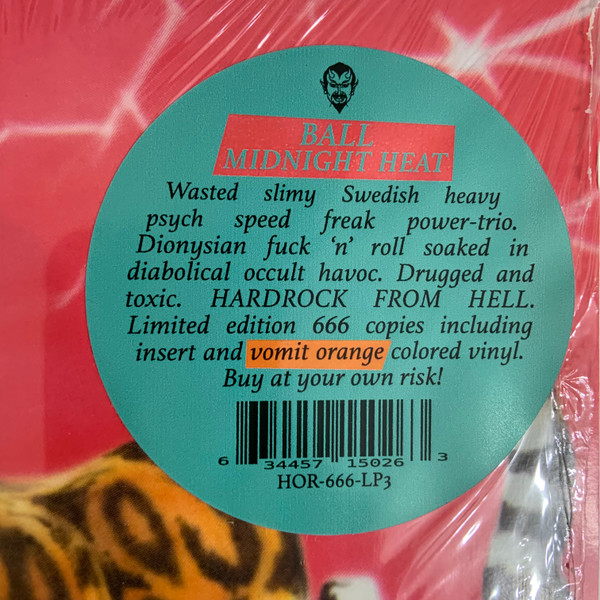 BALL
MIDNIGHT HEAT
Wasted slimy Swedish heavy
psych speed freak power-trio.
Dionysian fuck ‘n’ roll soaked in
diabolical occult havoc. Drugged and
toxic. HARDROCK FROM HELL.
Limited edition 666 copies including
insert and vomit orange colored vinyl.
Buy at your own risk!
6 34457 15026 3
HOR-666-LP3